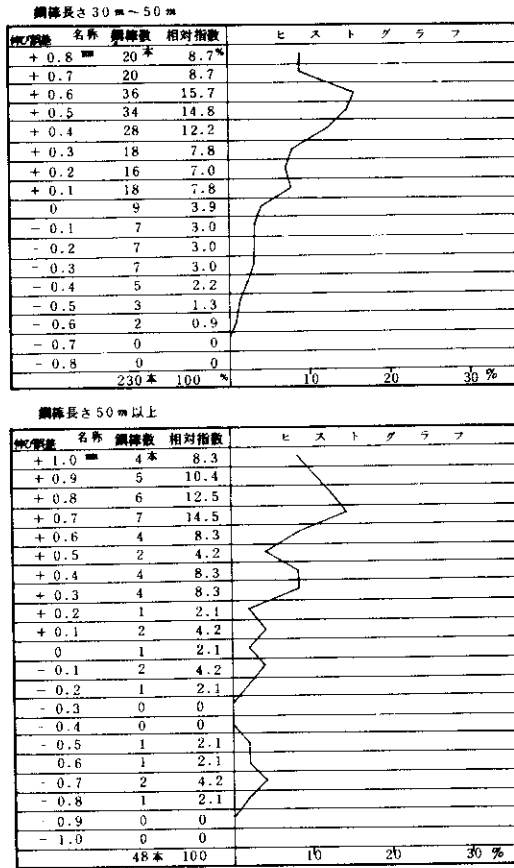 鋼棒長さ30m~50m
伸び誤差 名称 鋼棒数 相対指数 ヒストグラフ
+0.8mm 20本 8.7%
+0.7 20 8.7
+0.6 36 15.7
+0.5 34 14.8
+0.4 28 12.2
+0.3 18 7.8
+0.2 16 7.0
+0.1 18 7.8
0 9 3.9
-0.1 7 3.0
-0.2 7 3.0
-0.3 7 3.0
-0.4 5 2.2
-0.5 3 1.3
-0.6 2 0.9
-0.7 0 0
-0.8 0 0
230本 100% 10 20 30%
鋼棒長さ50m以上
伸び誤差 名称 鋼棒数 相対指数 ヒストグラフ
+1.0mm 4本 8.3
+0.9 5 10.4
+0.8 6 12.5
+0.7 7 14.5
+0.6 4 8.3
+0.5 2 4.2
+0.4 4 8.3
+0.3 4 8.3
+0.2 1 2.1
+0.1 2 4.2
0 1 2.1
-0.1 2 4.2
-0.2 1 2.1
-0.3 0 0
-0.4 0 0
-0.5 1 2.1
0.6 1 2.1
-0.7 2 4.2
-0.8 1 2.1
-0.9 0 0
-1.0 0 0
48本 100 10 20 30%